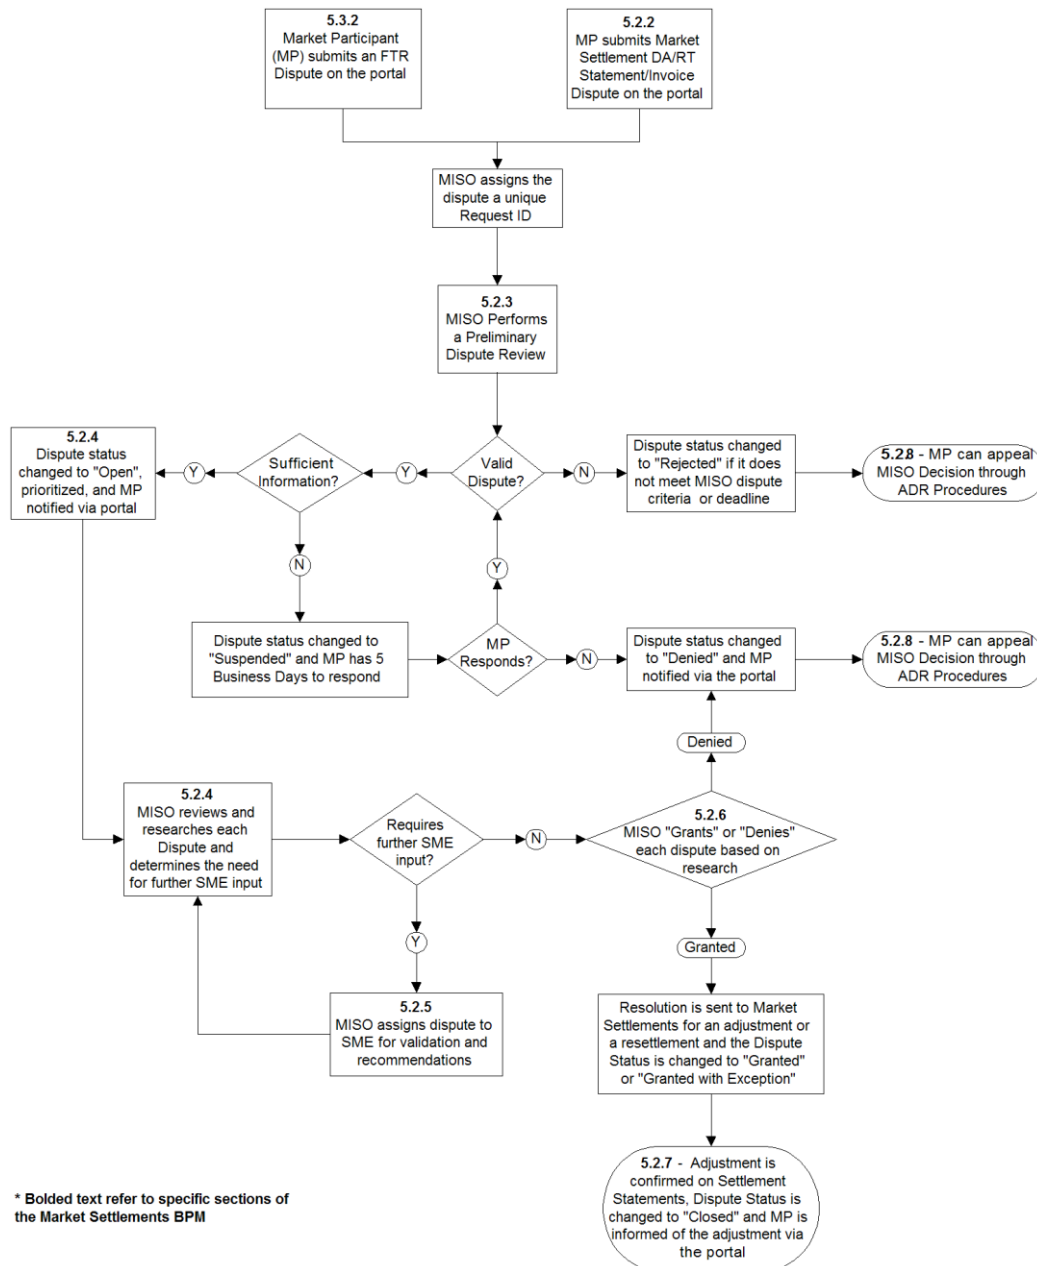 5.3.2
Market Participant
(MP) submits an FTR
Dispute on the portal
5.2.2
MP submits Market
Settlement DA/RT
Statement/Invoice
Dispute on the portal
MISO assigns the
dispute a unique
Request ID
5.2.3
MISO Performs
a Preliminary
Dispute Review
5.2.4
Dispute status
changed to "Open",
prioritized, and MP
notified via portal
Y
Sufficient
Information?
Y
Valid
Dispute?
N
Dispute status changed
to "Rejected" if it does
not meet MISO dispute
criteria or deadline
5.2.8 - MP can appeal
MISO Decision through
ADR Procedures
N
Y
Dispute status changed to
"Suspended" and MP has 5
Business Days to respond
MP
Responds?
N
Dispute status changed
to "Denied" and MP
notified via the portal
5.2.8 - MP can appeal
MISO Decision through
ADR Procedures
Denied
5.2.4
MISO reviews and
researches each
Dispute and
determines the need
for further SME input
Requires
further SME
input?
N
5.2.6
MISO "Grants" or "Denies"
each dispute based on
research
Y
Granted
5.2.5
MISO assigns dispute to
SME for validation and
recommendations
Resolution is sent to Market
Settlements for an adjustment or
a resettlement and the Dispute
Status is changed to "Granted"
or "Granted with Exception"
5.2.7 - Adjustment is
confirmed on Settlement
Statements, Dispute Status is
changed to "Closed" and MP is
informed of the adjustment via
the portal
* Bolded text refer to specific sections of
the Market Settlements BPM